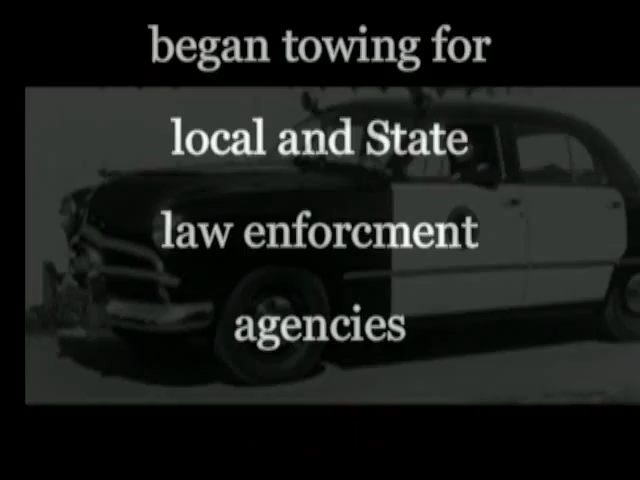 began towing for
local and State
law enforcment
agencies